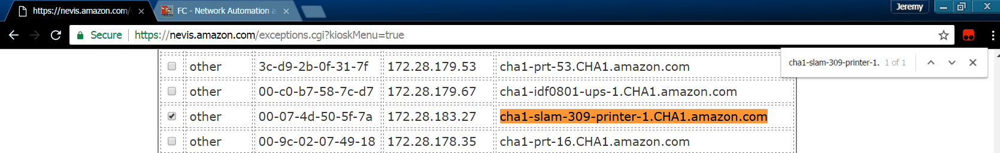 https://nevis.amazon.com/
FC - Network Automation a
Jeremy
Secure https://nevis.amazon.com/exceptions.cgi?kioskMenu=true
cha1-slam-309-printer-1. 1 of 1
other 3c-d9-2b-0f-31-7f 172.28.179.53 cha1-prt-53.CHA1.amazon.com
other 00-c0-b7-58-7c-d7 172.28.179.67 cha1-idf0801-ups-1.CHA1.amazon.com
other 00-07-4d-50-5f-7a 172.28.183.27 cha1-slam-309-printer-1.CHA1.amazon.com
other 00-9c-02-07-49-18 172.28.178.35 cha1-prt-16.CHA1.amazon.com